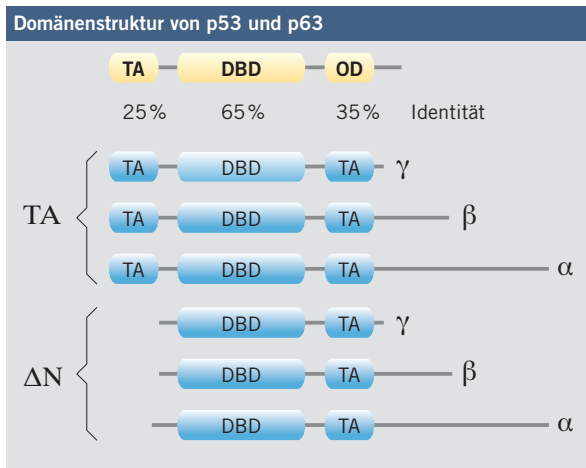 Domänenstruktur von p53 und p63
TA DBD OD
25 % 65 % 35 % Identität
TA DBD TA γ
TA TA DBD TA β
TA DBD TA α
DBD TA γ
ΔN DBD TA β
DBD TA α